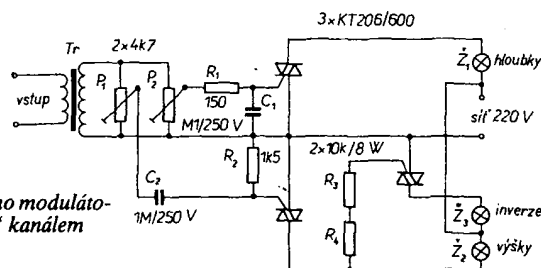 3×KT206/600
Tr
2×4k7
P₁
P₂
R₁
150
C₁
M1/250 V
vstup
Ž₁
hloubky
síť 220 V
R₂
1k5
2×10k/8 W
C₂
1M/250 V
R₃
R₄
Ž₃
inverze
Ž₂
výšky
no moduláto-
" kanálem